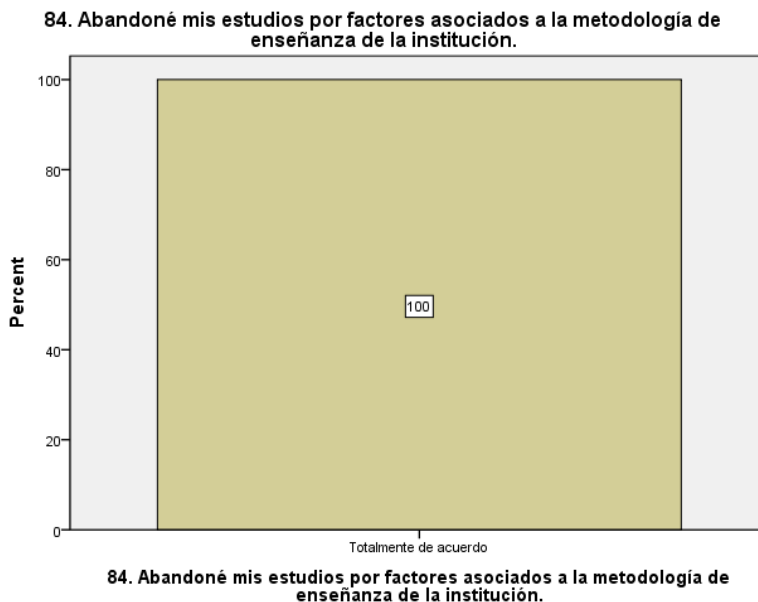 84. Abandoné mis estudios por factores asociados a la metodología de
enseñanza de la institución.
100
80
60
40
20
0
Percent
100
Totalmente de acuerdo
84. Abandoné mis estudios por factores asociados a la metodología de
enseñanza de la institución.